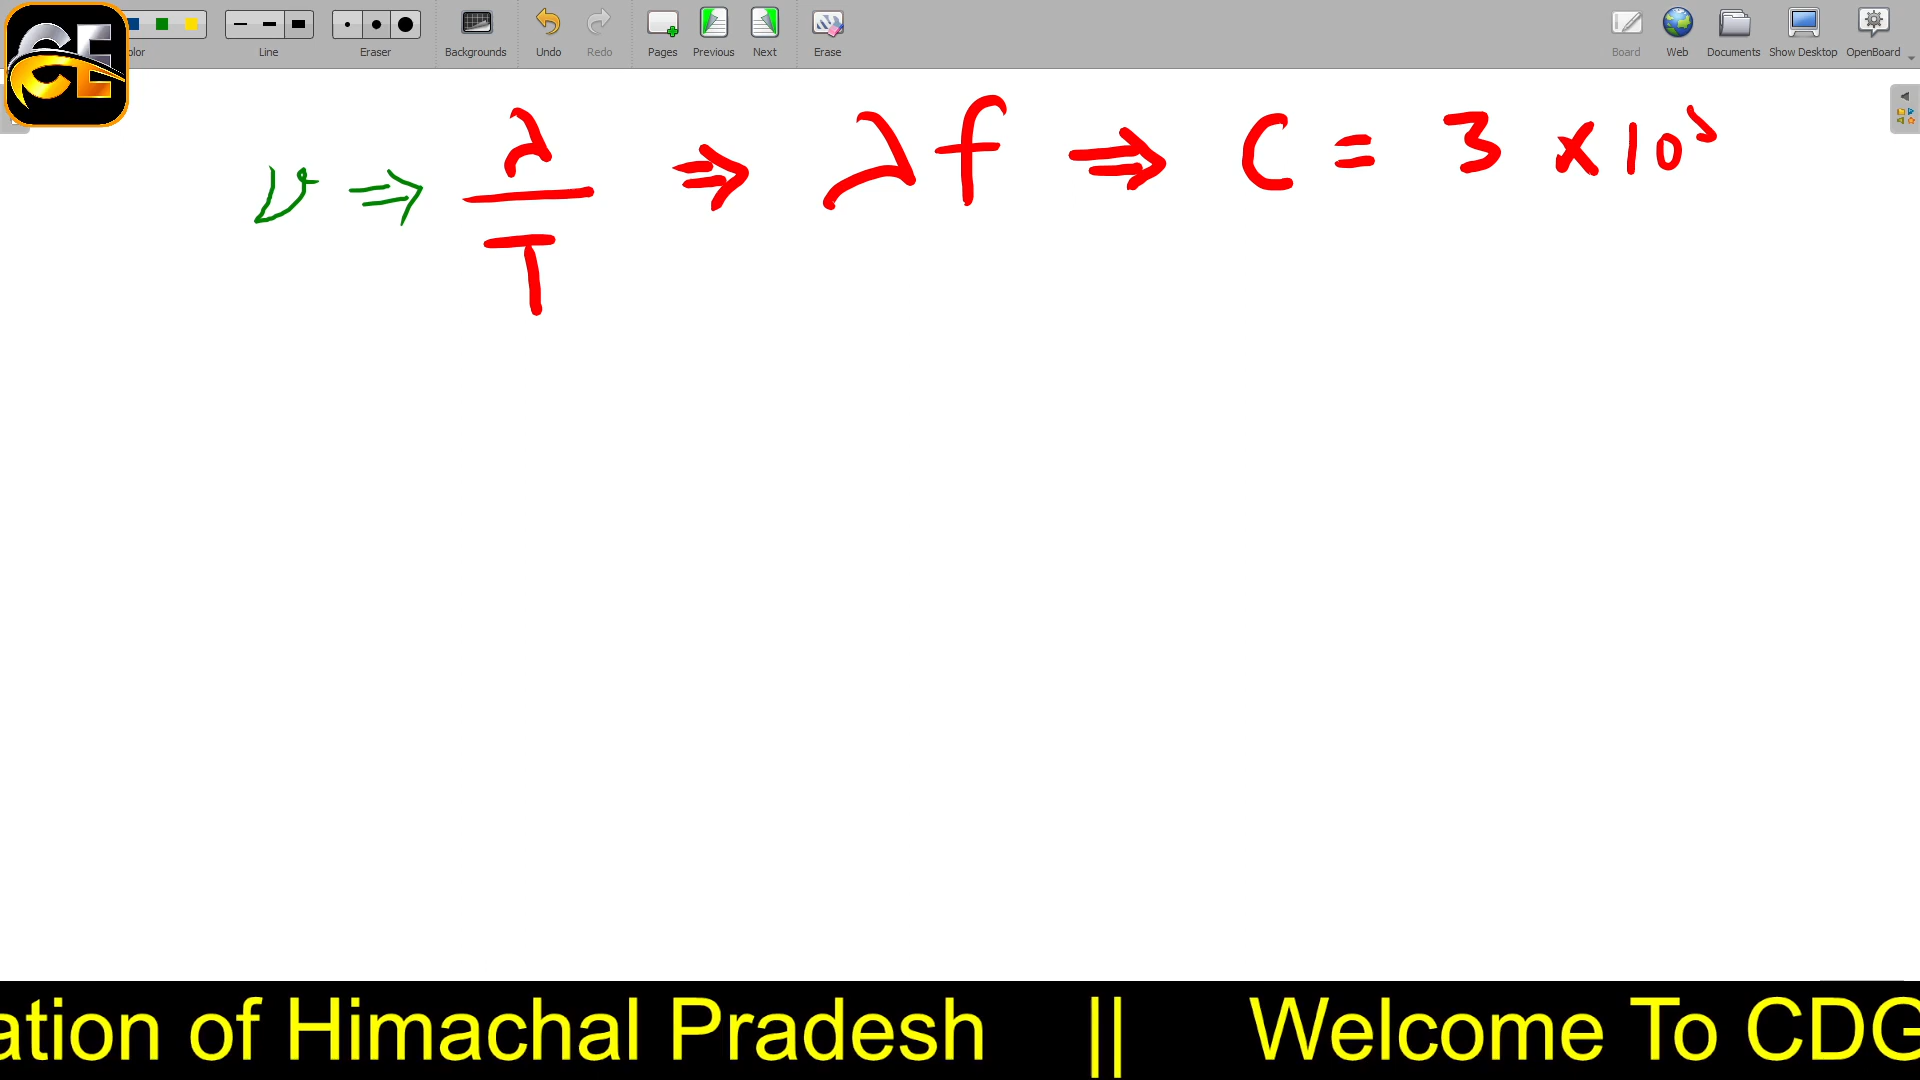 CE
olor Line Eraser Backgrounds Undo Redo Pages Previous Next Erase Board Web Documents Show Desktop OpenBoard
v ⇒ λ/T ⇒ λf ⇒ C = 3 × 10
ation of Himachal Pradesh || Welcome To CDG